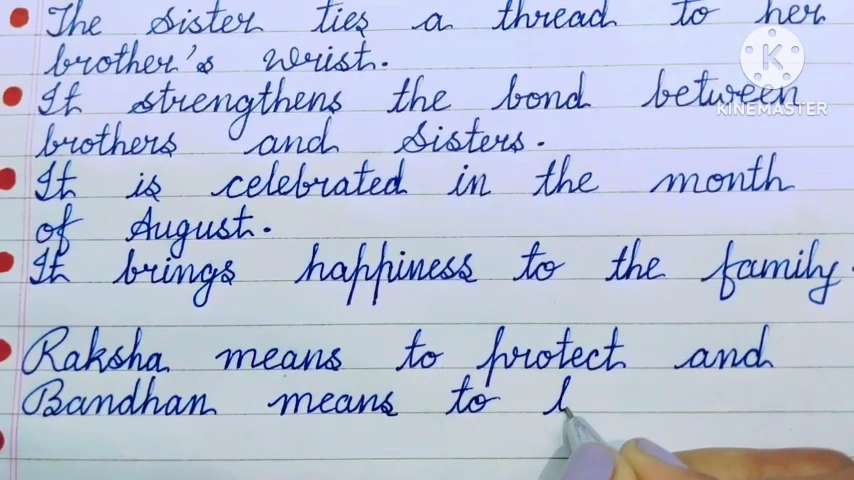 The Sister ties a thread to her
brother's wrist.
It strengthens the bond between
brothers and Sisters.
It is celebrated in the month
of August.
It brings happiness to the family.
Raksha means to protect and
Bandhan means to
K
KINEMASTER